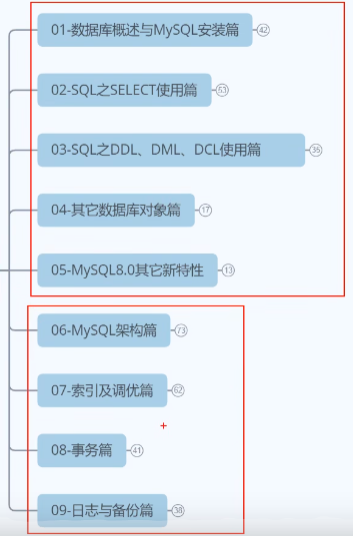 01-数据库概述与MySQL安装篇 42
02-SQL之SELECT使用篇 53
03-SQL之DDL、DML、DCL使用篇 35
04-其它数据库对象篇 17
05-MySQL8.0其它新特性 13
06-MySQL架构篇 73
07-索引及调优篇 62
08-事务篇 41
09-日志与备份篇 38